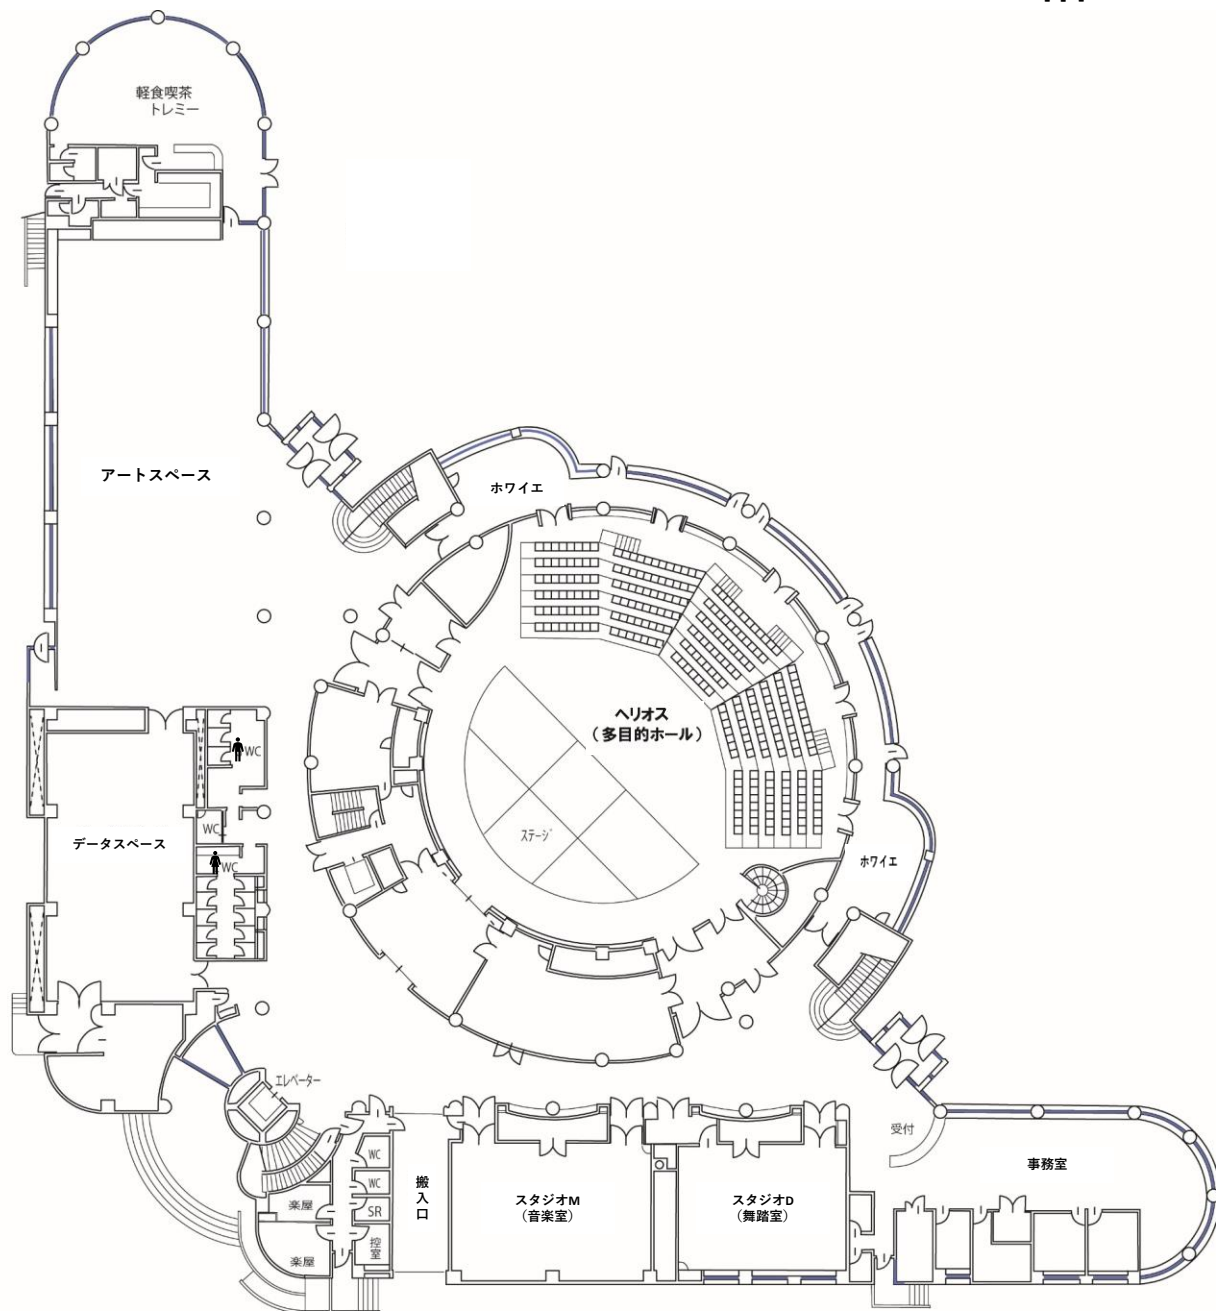 軽食喫茶
トレミー
アートスペース
ホワイエ
ヘリオス
（多目的ホール）
ステージ
WC
WC
データスペース
WC
ホワイエ
エレベーター
受付
WC
WC
SR
控室
楽屋
楽屋
搬入口
スタジオM
（音楽室）
スタジオD
（舞踏室）
事務室